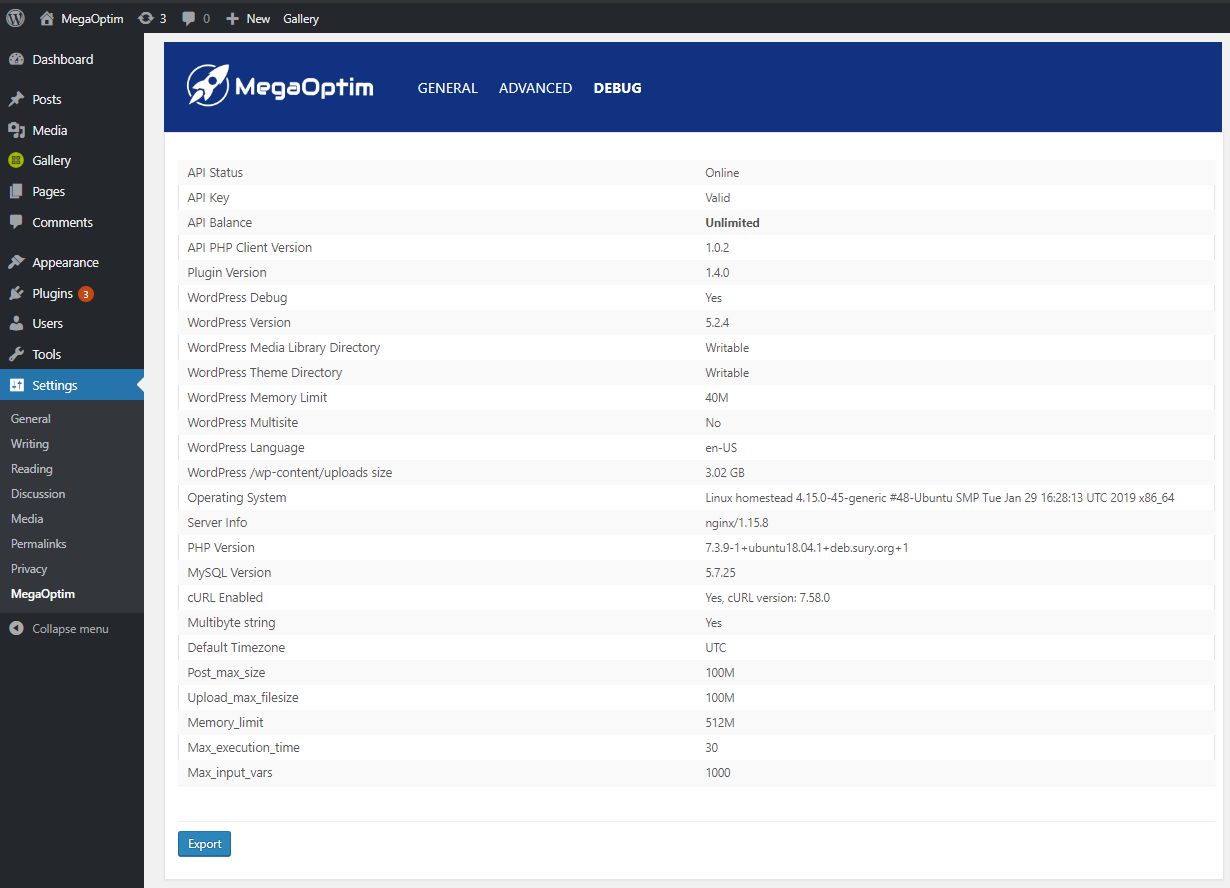 MegaOptim 3 0 New Gallery
Dashboard
Posts
Media
Gallery
Pages
Comments
Appearance
Plugins 3
Users
Tools
Settings
General
Writing
Reading
Discussion
Media
Permalinks
Privacy
MegaOptim
Collapse menu
MegaOptim GENERAL ADVANCED DEBUG
API Status Online
API Key Valid
API Balance Unlimited
API PHP Client Version 1.0.2
Plugin Version 1.4.0
WordPress Debug Yes
WordPress Version 5.2.4
WordPress Media Library Directory Writable
WordPress Theme Directory Writable
WordPress Memory Limit 40M
WordPress Multisite No
WordPress Language en-US
WordPress /wp-content/uploads size 3.02 GB
Operating System Linux homestead 4.15.0-45-generic #48-Ubuntu SMP Tue Jan 29 16:28:13 UTC 2019 x86_64
Server Info nginx/1.15.8
PHP Version 7.3.9-1+ubuntu18.04.1+deb.sury.org+1
MySQL Version 5.7.25
cURL Enabled Yes, cURL version: 7.58.0
Multibyte string Yes
Default Timezone UTC
Post_max_size 100M
Upload_max_filesize 100M
Memory_limit 512M
Max_execution_time 30
Max_input_vars 1000
Export